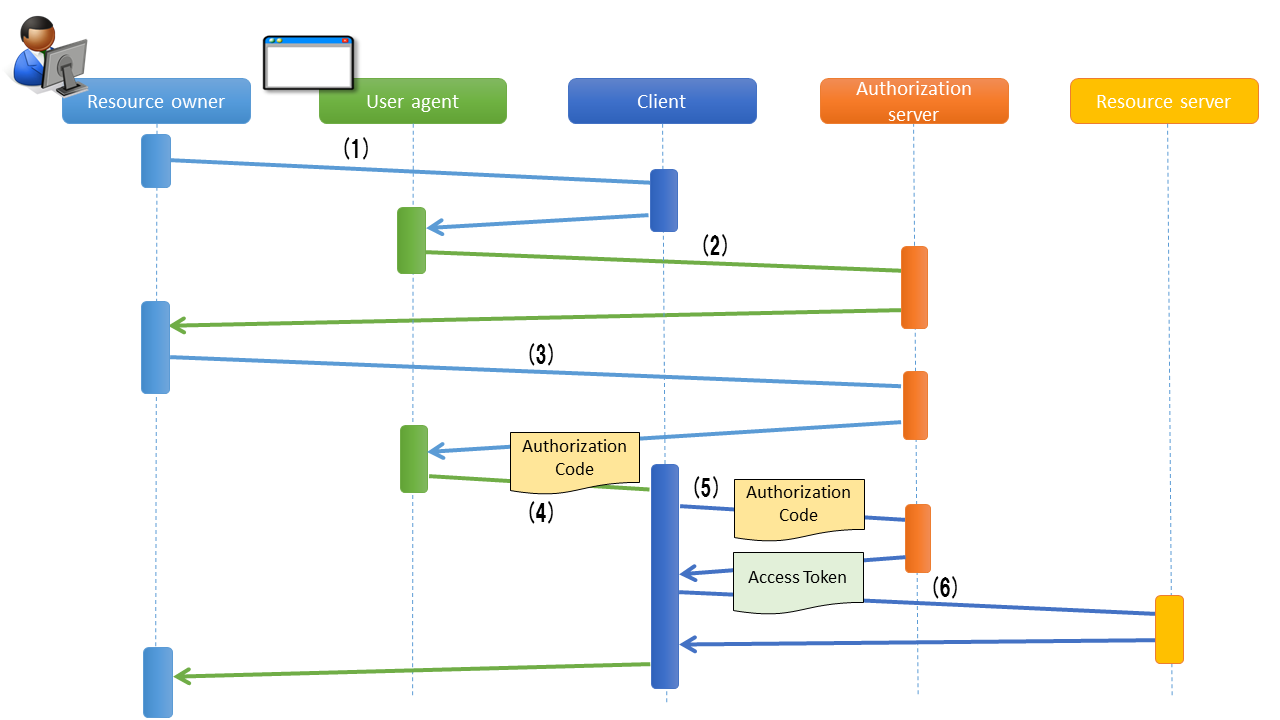 Resource owner
User agent
Client
Authorization
server
Resource server
(1)
(2)
(3)
Authorization
Code
(4)
(5)
Authorization
Code
Access Token
(6)